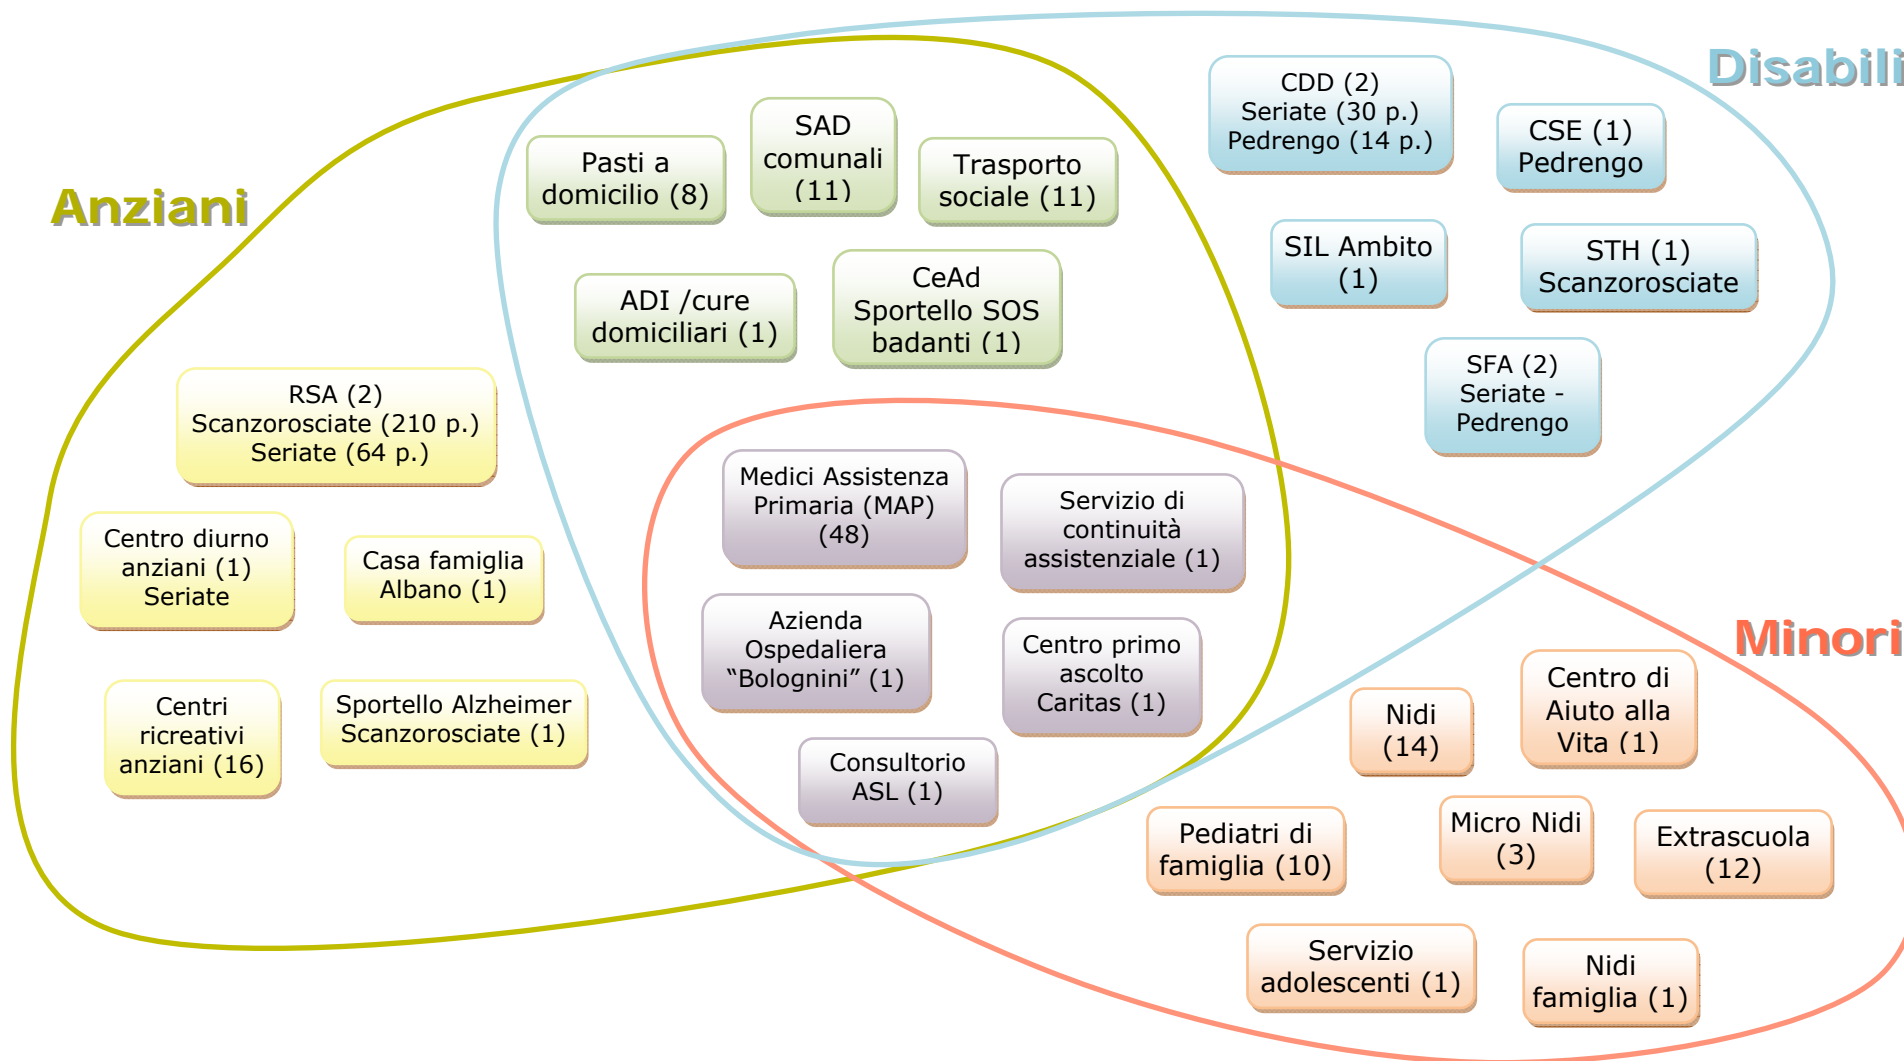 Disabili
Anziani
Minori
Pasti a
domicilio (8)
SAD
comunali
(11)
Trasporto
sociale (11)
ADI /cure
domiciliari (1)
CeAd
Sportello SOS
badanti (1)
CDD (2)
Seriate (30 p.)
Pedrengo (14 p.)
CSE (1)
Pedrengo
SIL Ambito
(1)
STH (1)
Scanzorosciate
SFA (2)
Seriate -
Pedrengo
RSA (2)
Scanzorosciate (210 p.)
Seriate (64 p.)
Centro diurno
anziani (1)
Seriate
Casa famiglia
Albano (1)
Centri
ricreativi
anziani (16)
Sportello Alzheimer
Scanzorosciate (1)
Medici Assistenza
Primaria (MAP)
(48)
Servizio di
continuità
assistenziale (1)
Azienda
Ospedaliera
“Bolognini” (1)
Centro primo
ascolto
Caritas (1)
Consultorio
ASL (1)
Nidi
(14)
Centro di
Aiuto alla
Vita (1)
Pediatri di
famiglia (10)
Micro Nidi
(3)
Extrascuola
(12)
Servizio
adolescenti (1)
Nidi
famiglia (1)